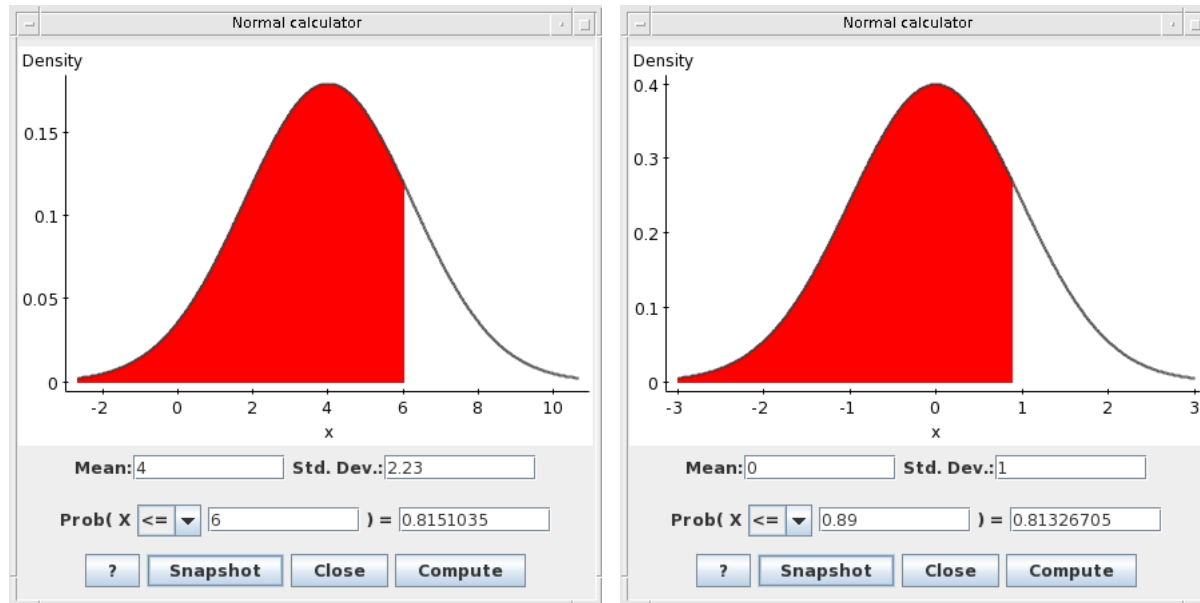 Normal calculator
Density
0.15
0.1
0.05
0
-2 0 2 4 6 8 10
x
Mean: 4 Std. Dev.: 2.23
Prob( X <= 6 ) = 0.8151035
? Snapshot Close Compute
Normal calculator
Density
0.4
0.3
0.2
0.1
0
-3 -2 -1 0 1 2 3
x
Mean: 0 Std. Dev.: 1
Prob( X <= 0.89 ) = 0.81326705
? Snapshot Close Compute